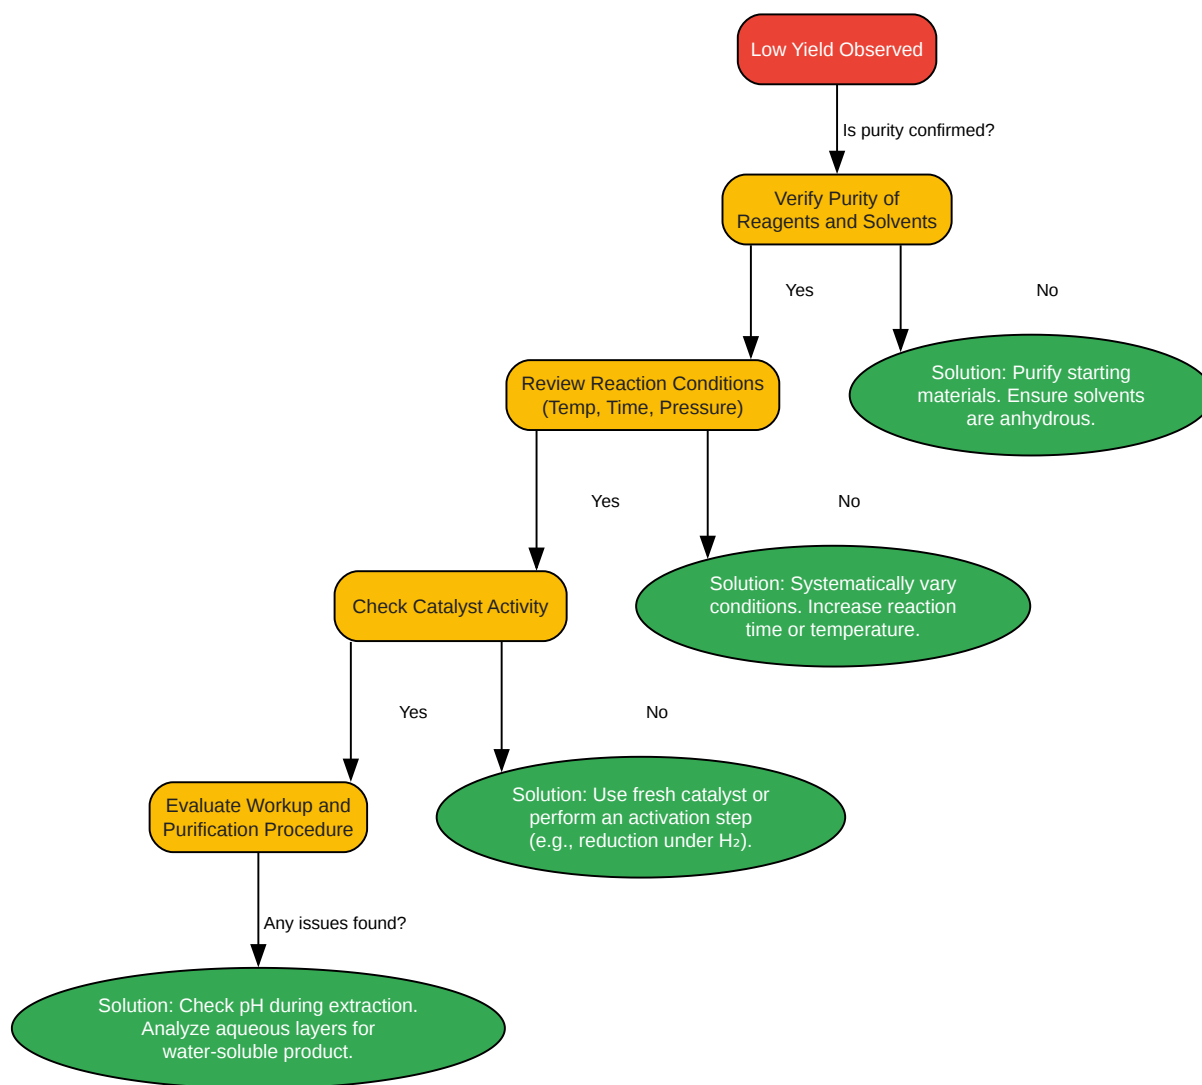 Low Yield Observed
Is purity confirmed?
Verify Purity of
Reagents and Solvents
Yes
No
Solution: Purify starting
materials. Ensure solvents
are anhydrous.
Review Reaction Conditions
(Temp, Time, Pressure)
Yes
No
Solution: Systematically vary
conditions. Increase reaction
time or temperature.
Check Catalyst Activity
Yes
No
Solution: Use fresh catalyst or
perform an activation step
(e.g., reduction under H₂).
Evaluate Workup and
Purification Procedure
Any issues found?
Solution: Check pH during extraction.
Analyze aqueous layers for
water-soluble product.